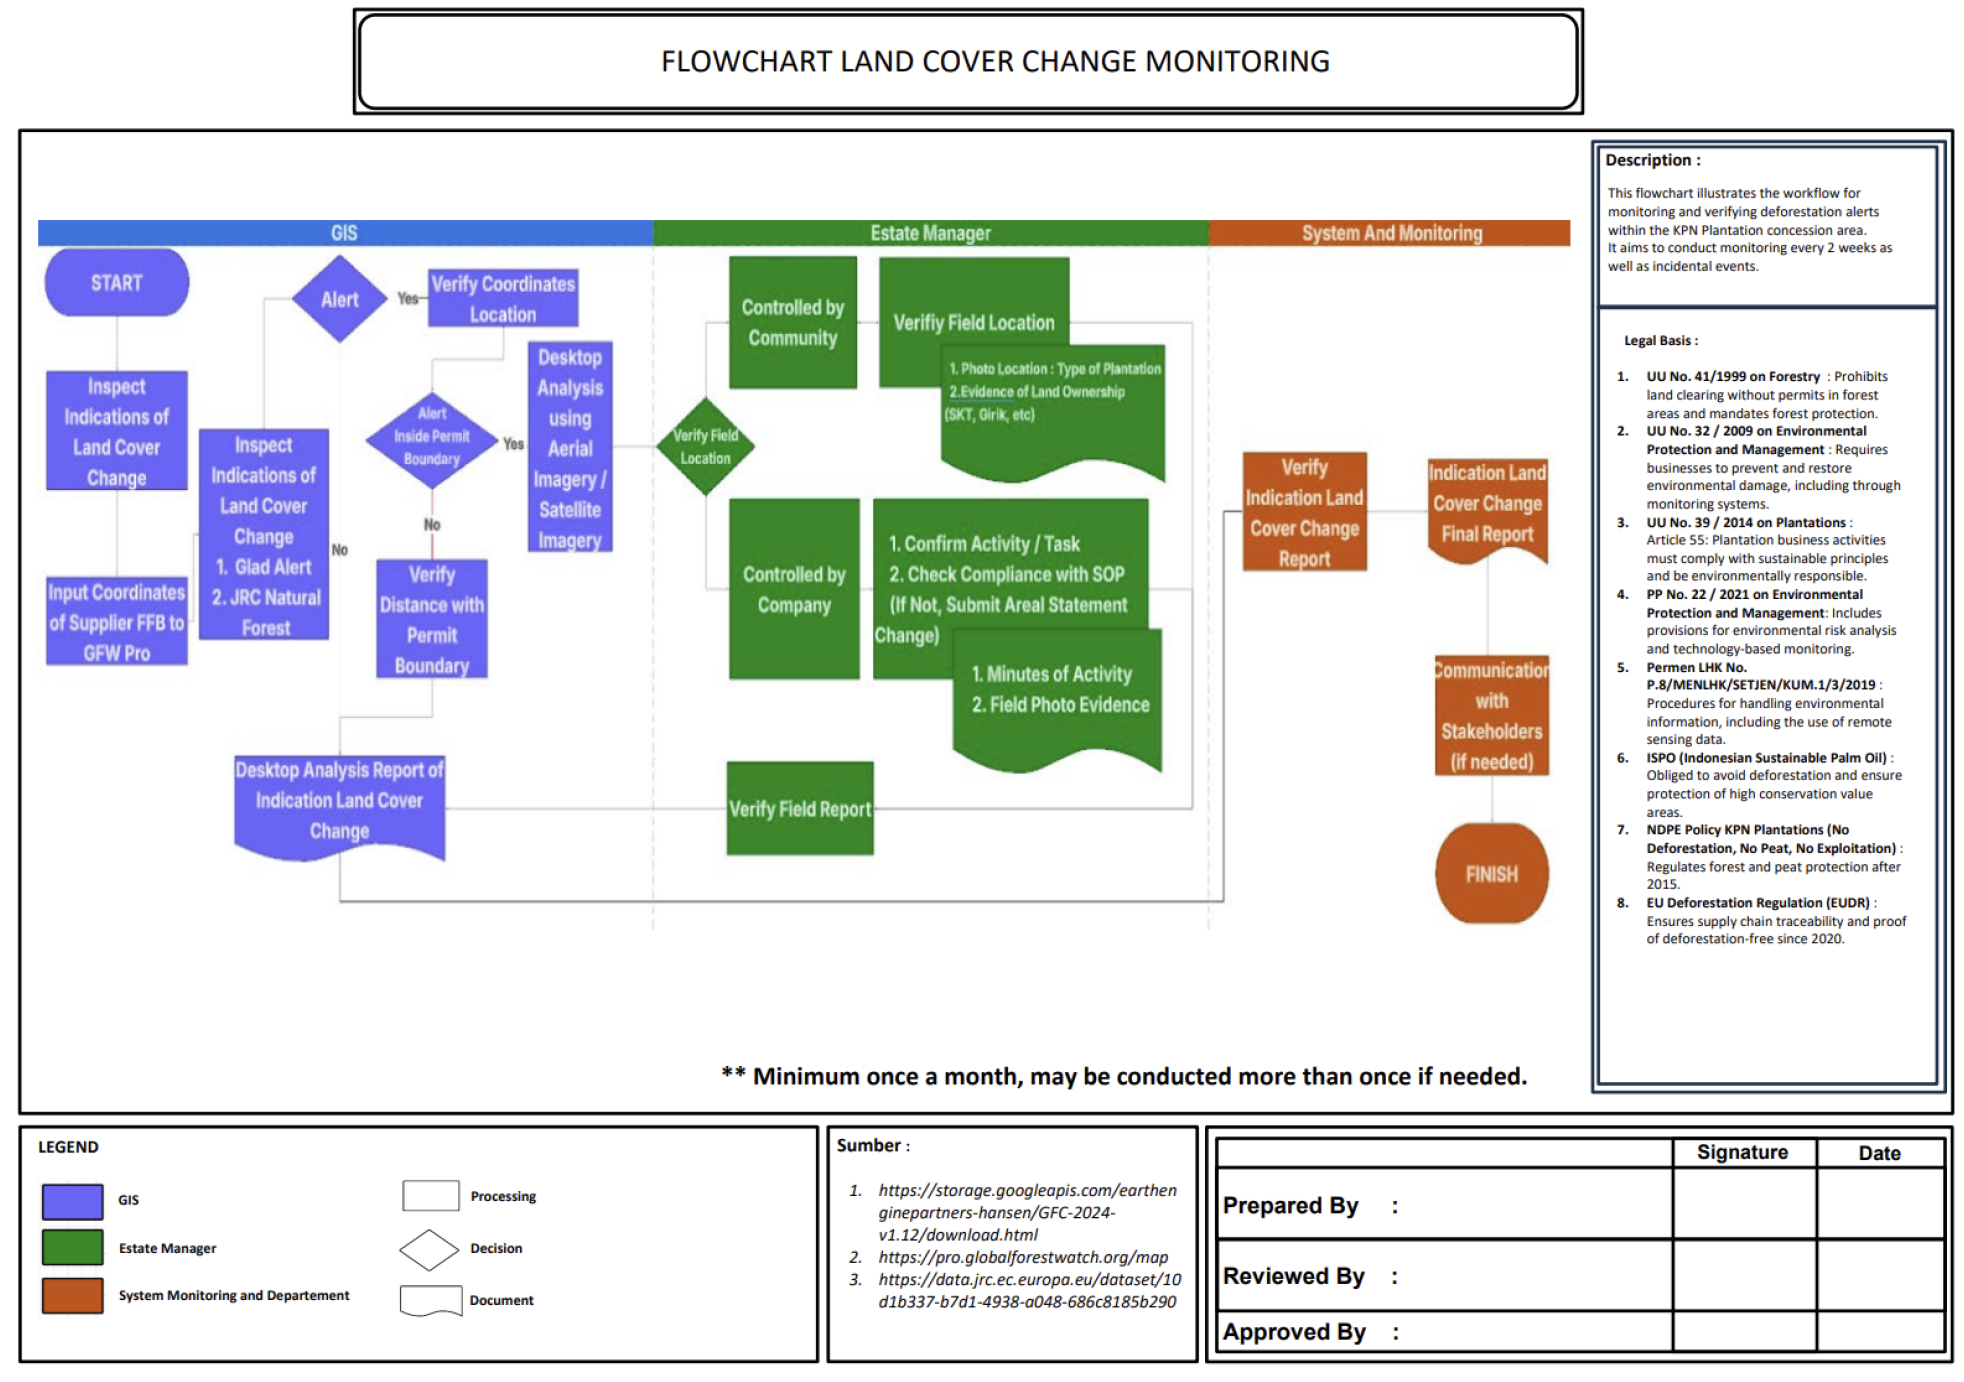 FLOWCHART LAND COVER CHANGE MONITORING
GIS
Estate Manager
System And Monitoring
START
Inspect
Indications of
Land Cover
Change
Input Coordinates
of Supplier FFB to
GFW Pro
Inspect
Indications of
Land Cover
Change
1. Glad Alert
2. JRC Natural
Forest
Alert
Yes
No
Verify Coordinates
Location
Alert
Inside Permit
Boundary
Yes
No
Verify
Distance with
Permit
Boundary
Desktop
Analysis
using
Aerial
Imagery /
Satellite
Imagery
Desktop Analysis Report of
Indication Land Cover
Change
Verify Field
Location
Controlled by
Community
Verifiy Field Location
1. Photo Location : Type of Plantation
2.Evidence of Land Ownership
(SKT, Girik, etc)
Controlled by
Company
1. Confirm Activity / Task
2. Check Compliance with SOP
(If Not, Submit Areal Statement
Change)
1. Minutes of Activity
2. Field Photo Evidence
Verify Field Report
Verify
Indication Land
Cover Change
Report
Indication Land
Cover Change
Final Report
Communication
with
Stakeholders
(if needed)
FINISH
** Minimum once a month, may be conducted more than once if needed.
Description :
This flowchart illustrates the workflow for
monitoring and verifying deforestation alerts
within the KPN Plantation concession area.
It aims to conduct monitoring every 2 weeks as
well as incidental events.
Legal Basis :
1. UU No. 41/1999 on Forestry : Prohibits
land clearing without permits in forest
areas and mandates forest protection.
2. UU No. 32 / 2009 on Environmental
Protection and Management : Requires
businesses to prevent and restore
environmental damage, including through
monitoring systems.
3. UU No. 39 / 2014 on Plantations :
Article 55: Plantation business activities
must comply with sustainable principles
and be environmentally responsible.
4. PP No. 22 / 2021 on Environmental
Protection and Management: Includes
provisions for environmental risk analysis
and technology-based monitoring.
5. Permen LHK No.
P.8/MENLHK/SETJEN/KUM.1/3/2019 :
Procedures for handling environmental
information, including the use of remote
sensing data.
6. ISPO (Indonesian Sustainable Palm Oil) :
Obliged to avoid deforestation and ensure
protection of high conservation value
areas.
7. NDPE Policy KPN Plantations (No
Deforestation, No Peat, No Exploitation) :
Regulates forest and peat protection after
2015.
8. EU Deforestation Regulation (EUDR) :
Ensures supply chain traceability and proof
of deforestation-free since 2020.
LEGEND
GIS
Estate Manager
System Monitoring and Departement
Processing
Decision
Document
Sumber :
1. https://storage.googleapis.com/earthen
ginepartners-hansen/GFC-2024-
v1.12/download.html
2. https://pro.globalforestwatch.org/map
3. https://data.jrc.ec.europa.eu/dataset/10
d1b337-b7d1-4938-a048-686c8185b290
Signature
Date
Prepared By :
Reviewed By :
Approved By :